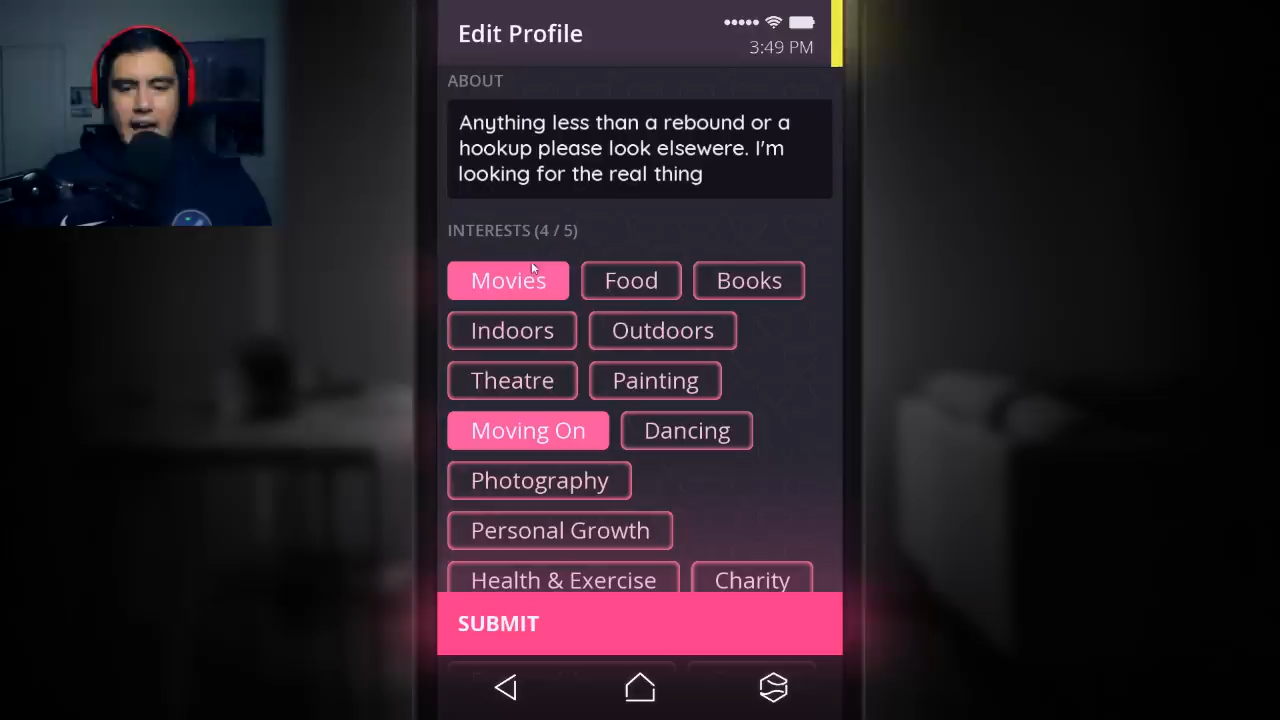 Edit Profile
3:49 PM
ABOUT
Anything less than a rebound or a
hookup please look elsewere. I'm
looking for the real thing
INTERESTS (4 / 5)
Movies Food Books
Indoors Outdoors
Theatre Painting
Moving On Dancing
Photography
Personal Growth
Health & Exercise Charity
SUBMIT